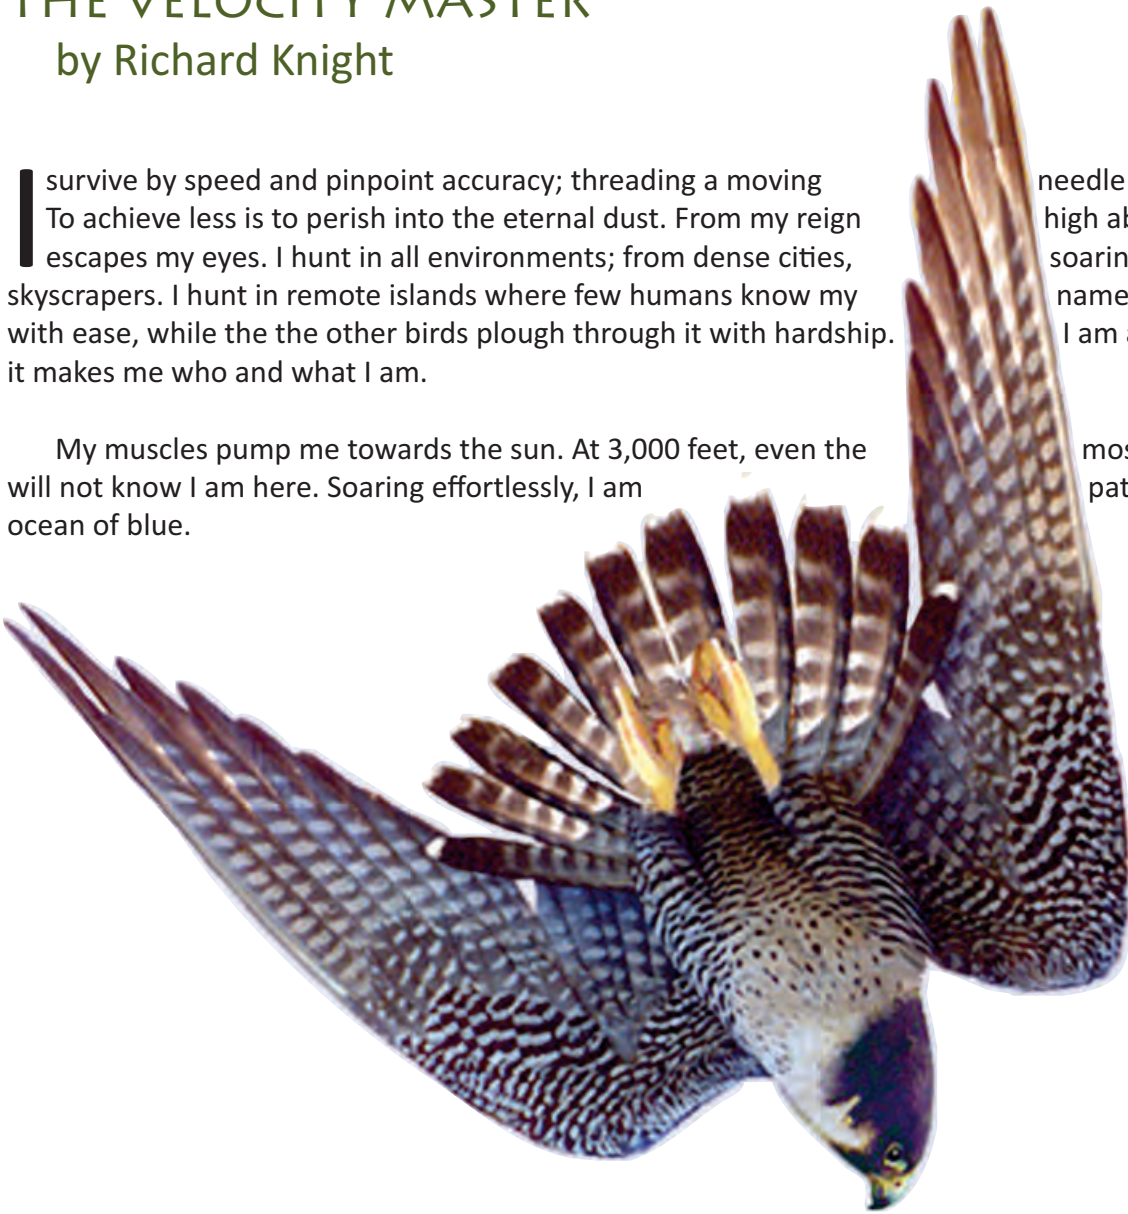 THE VELOCITY MASTER
by Richard Knight
I survive by speed and pinpoint accuracy; threading a moving needle
To achieve less is to perish into the eternal dust. From my reign high
escapes my eyes. I hunt in all environments; from dense cities,
skyscrapers. I hunt in remote islands where few humans know my name
with ease, while the the other birds plough through it with hardship. I am
it makes me who and what I am.
My muscles pump me towards the sun. At 3,000 feet, even the
will not know I am here. Soaring effortlessly, I am
ocean of blue.